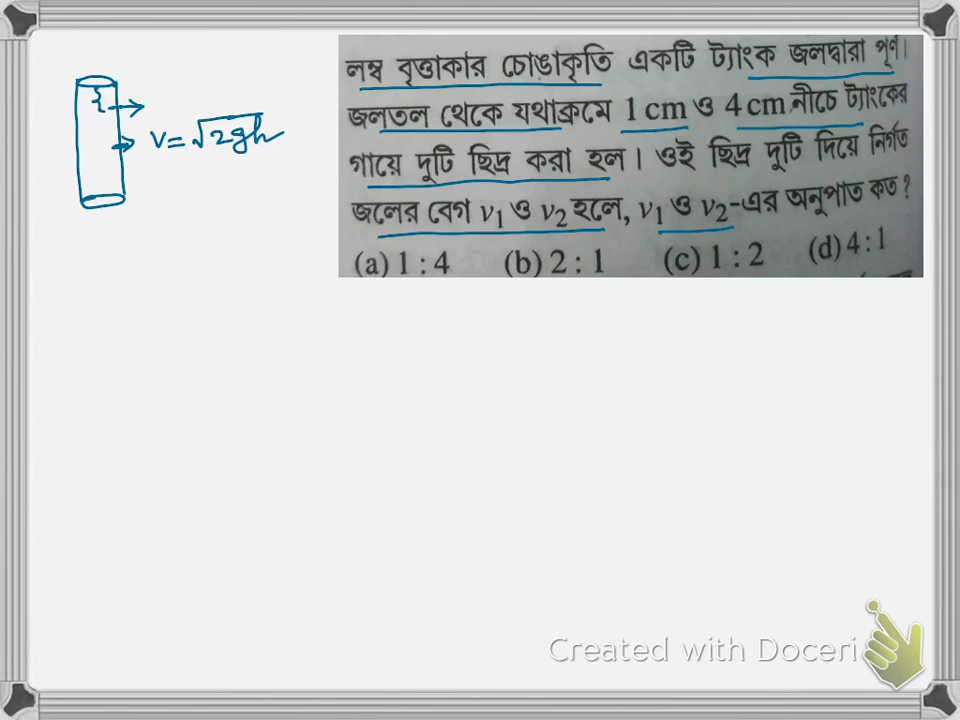 লম্ব বৃত্তাকার চোঙাকৃতি একটি ট্যাংক জলদ্বারা পূর্ণ।
জলতল থেকে যথাক্রমে 1 cm ও 4 cm নীচে ট্যাংকের
গায়ে দুটি ছিদ্র করা হল। ওই ছিদ্র দুটি দিয়ে নির্গত
জলের বেগ v₁ ও v₂ হলে, v₁ ও v₂-এর অনুপাত কত?
(a) 1 : 4 (b) 2 : 1 (c) 1 : 2 (d) 4 : 1
v = √2gh
Created with Doceri